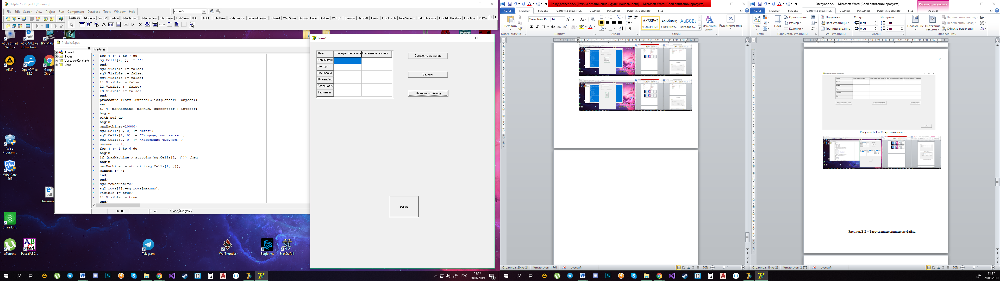 Delphi 7 - Project1 [Running]
File Edit Search View Project Run Component Database Tools Window Help
<None>
Standard Additional Win32 System Data Access Data Controls dbExpress DataSnap BDE ADO InterBase WebServices InternetExpress Internet WebSnap Decision Cube Dialogs Win 3.1 Samples ActiveX Rave Indy Clients Indy Servers Indy Intercepts Indy I/O Handlers Indy Misc COM+
ASUS Smart Gesture
ASIO4ALL v2 Instruction...
IP-TV Pla
AIMP
OpenOffice 4.1.5
Google Chrome
Wise Program...
Wise Care 365
Олимпий
Share Link
µTorrent
PascalABC...
Telegram
WarThunder
Battle.net
StarCraft II
Praktika2.pas
TForm1
Types
Variables/Constants
Uses
Praktika2
for j := 1 to 7 do
sg.Cells[i, j] := '';
end;
sg2.Visible := false;
sg3.Visible := false;
sg4.Visible := false;
l1.Visible := false;
l2.Visible := false;
l3.Visible := false;
end;
procedure TForm1.Button1Click(Sender: TObject);
var
i, j, maxMachine, maxnum, currentstr : integer;
begin
with sg2 do
begin
maxMachine:=10000;
sg2.Cells[0, 0] := 'Штат';
sg2.Cells[1, 0] := 'Площадь, тыс.км.кв.';
sg2.Cells[2, 0] := 'Население тыс.чел.';
maxnum := 1;
for j := 1 to 6 do
begin
if (maxMachine > strtoint(sg.Cells[1, j])) then
begin
maxMachine := strtoint(sg.Cells[1, j]);
maxnum := j;
end;
end;
sg2.rowcount:=2;
sg2.rows[1]:=sg.rows[maxnum];
Visible := true;
l1.Visible := true;
end;
86: 86 Insert Code Diagram
Form1
Штат Площадь, тыс.км.кв Население тыс.чел.
Новый южн
Виктория
Квинсленд
Южная Авст
Западная Ав
Тасмания
Загрузить из файла
Вариант
Отчистить таблицу
выход
РУС 11:17 28.06.2019
Polny_otchet.docx [Режим ограниченной функциональности] - Microsoft Word (Сбой активации продукта)
Файл Главная Вставка Разметка страницы Ссылки Рассылки Рецензирование Вид
Вставить
Times New Rc 14
Ж К Ч
АаБбВвГ АаБбВвГг, АаБбВв
¶ Обычный ¶ Без инте... Заголово...
Изменить стили
Редактирование
Буфер обмена Шрифт Абзац Стили
Страница: 20 из 21 Число слов: 1 761 русский 70%
Otchyot.docx - Microsoft Word (Сбой активации продукта)
Работа с рисунками
Файл Главная Вставка Разметка страницы Ссылки Рассылки Рецензирование Вид Формат
Темы Поля Ориентация Размер Колонки
Подложка Цвет страницы Границы страниц
Отступ 0 см 0 см
Интервал 0 пт 0 пт
Положение Обтекание текстом
Переместить вперед Переместить назад Область выделения
Темы Параметры страницы Фон страницы Абзац Упорядочить
18
Рисунок Б.1 – Стартовое окно
Рисунок Б.2 – Загруженные данные из файла
Страница: 18 из 26 Число слов: 2 373 русский 70%
11:17 28.06.2019